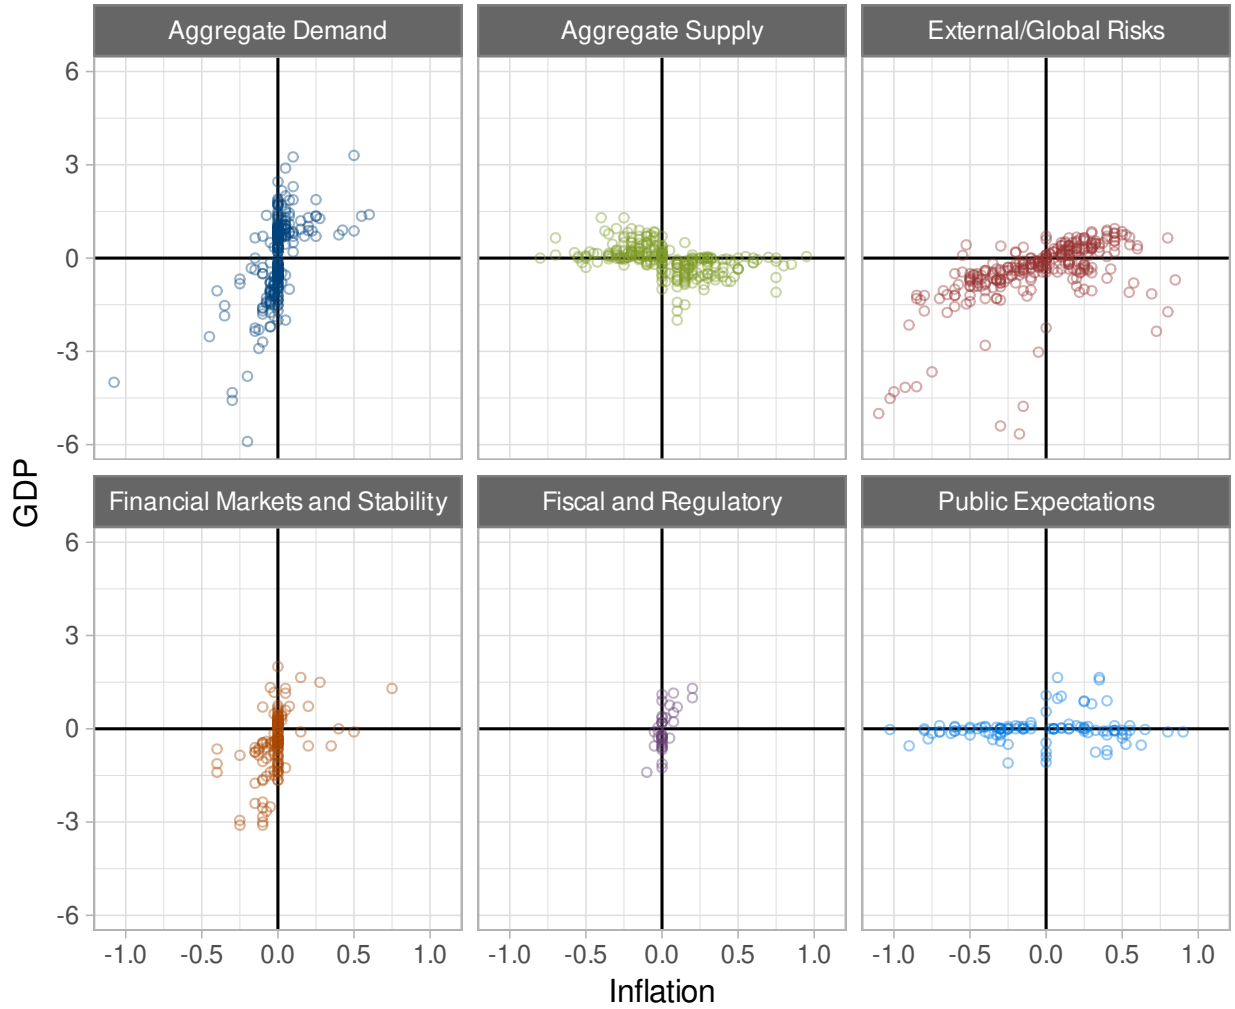 Aggregate Demand
Aggregate Supply
External/Global Risks
6
3
0
-3
-6
GDP
Financial Markets and Stability
Fiscal and Regulatory
Public Expectations
6
3
0
-3
-6
-1.0 -0.5 0.0 0.5 1.0
-1.0 -0.5 0.0 0.5 1.0
-1.0 -0.5 0.0 0.5 1.0
Inflation